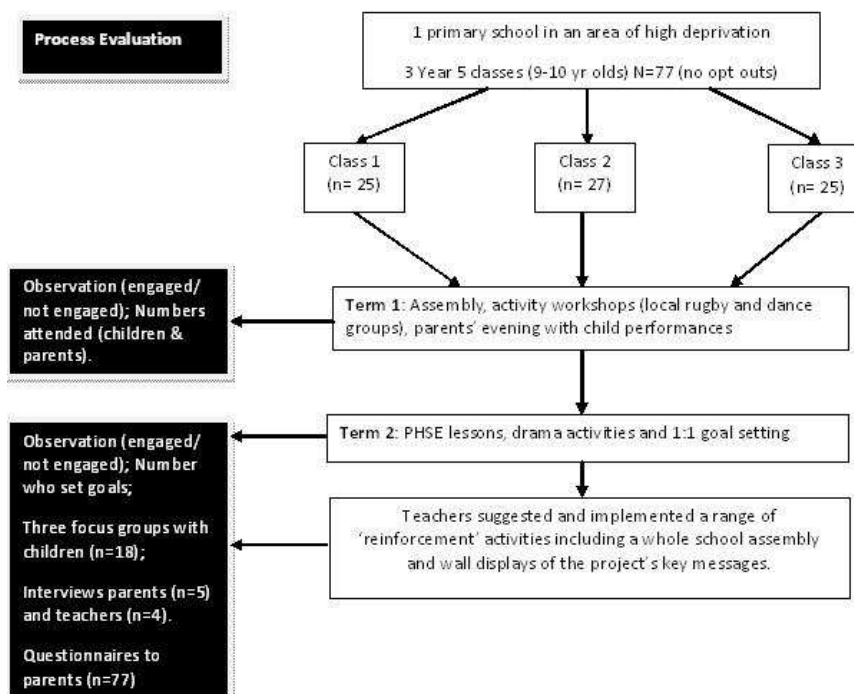 Process Evaluation
1 primary school in an area of high deprivation
3 Year 5 classes (9-10 yr olds) N=77 (no opt outs)
Class 1
(n= 25)
Class 2
(n= 27)
Class 3
(n= 25)
Observation (engaged/
not engaged); Numbers
attended (children &
parents).
Term 1: Assembly, activity workshops (local rugby and dance
groups), parents’ evening with child performances
Observation (engaged/
not engaged); Number
who set goals;
Three focus groups with
children (n=18);
Interviews parents (n=5)
and teachers (n=4).
Questionnaires to
parents (n=77)
Term 2: PHSE lessons, drama activities and 1:1 goal setting
Teachers suggested and implemented a range of
‘reinforcement’ activities including a whole school assembly
and wall displays of the project’s key messages.